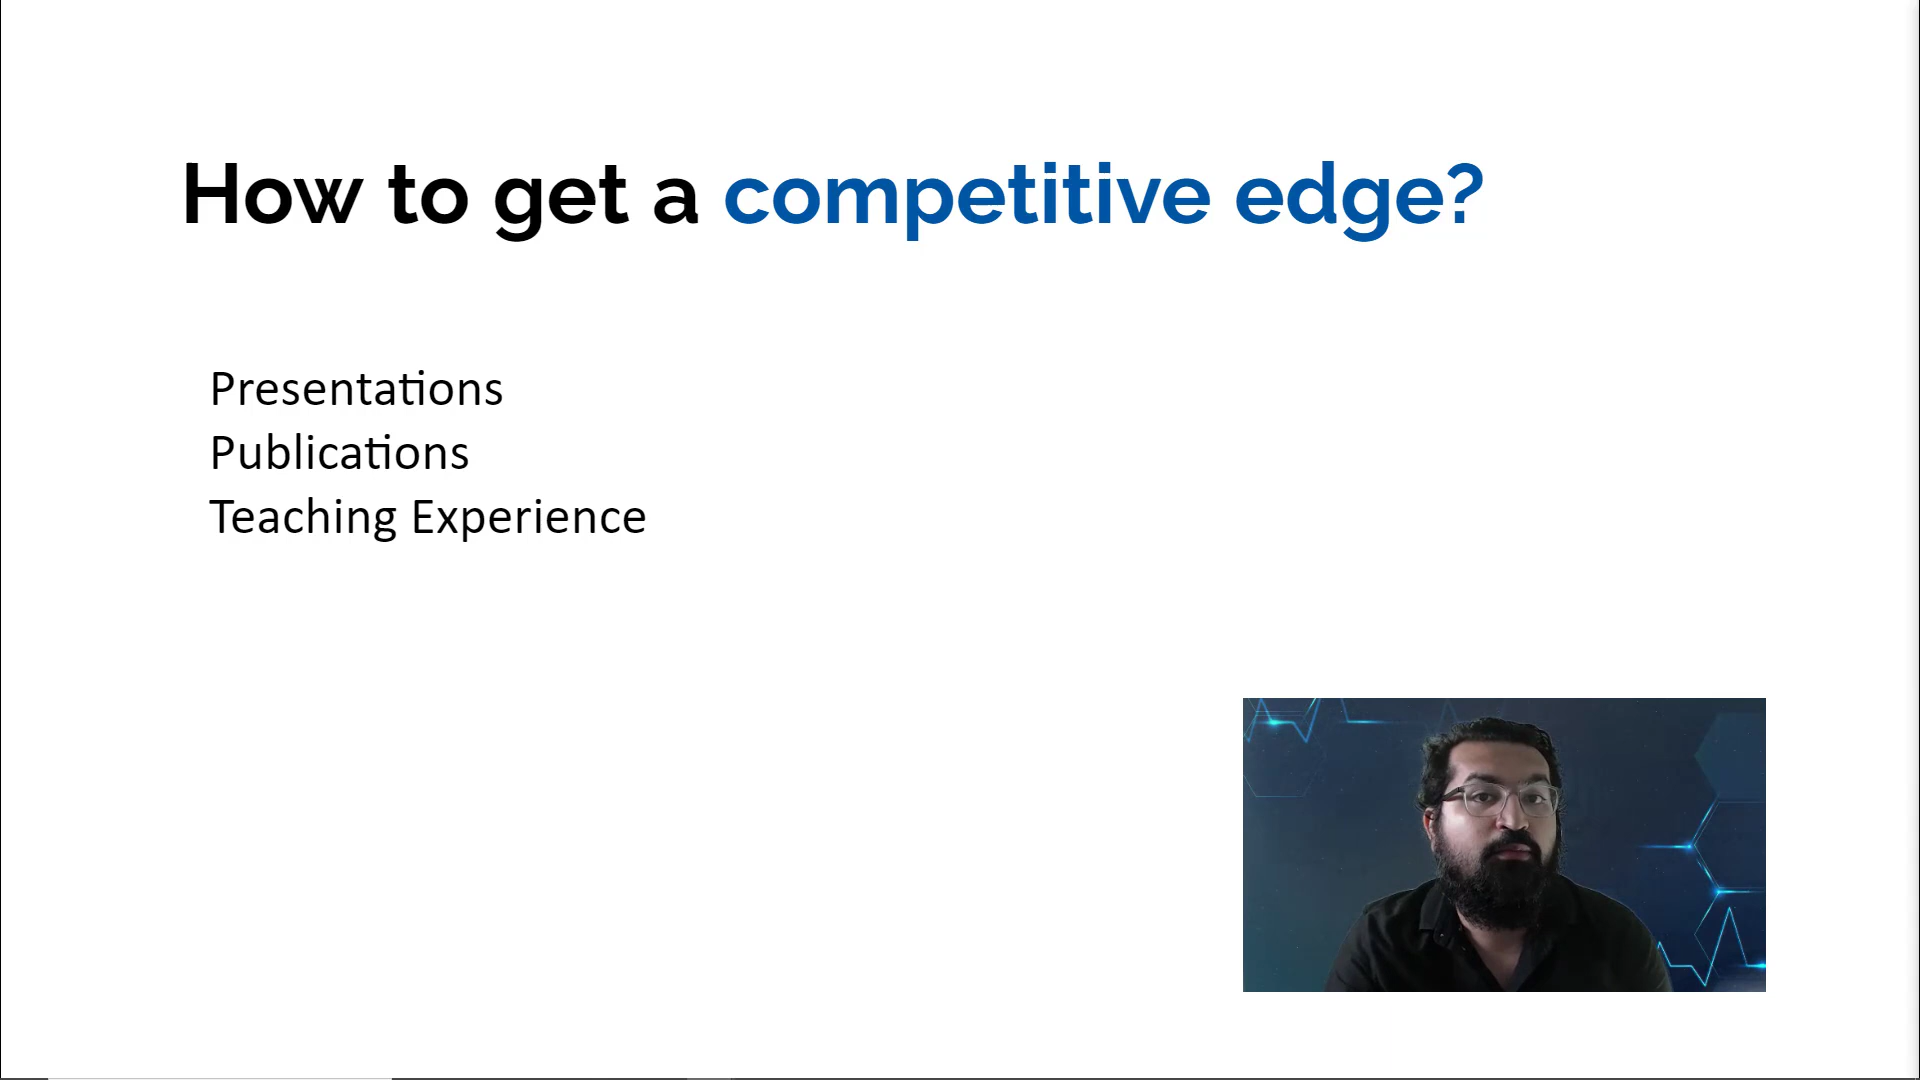 How to get a competitive edge?
Presentations
Publications
Teaching Experience